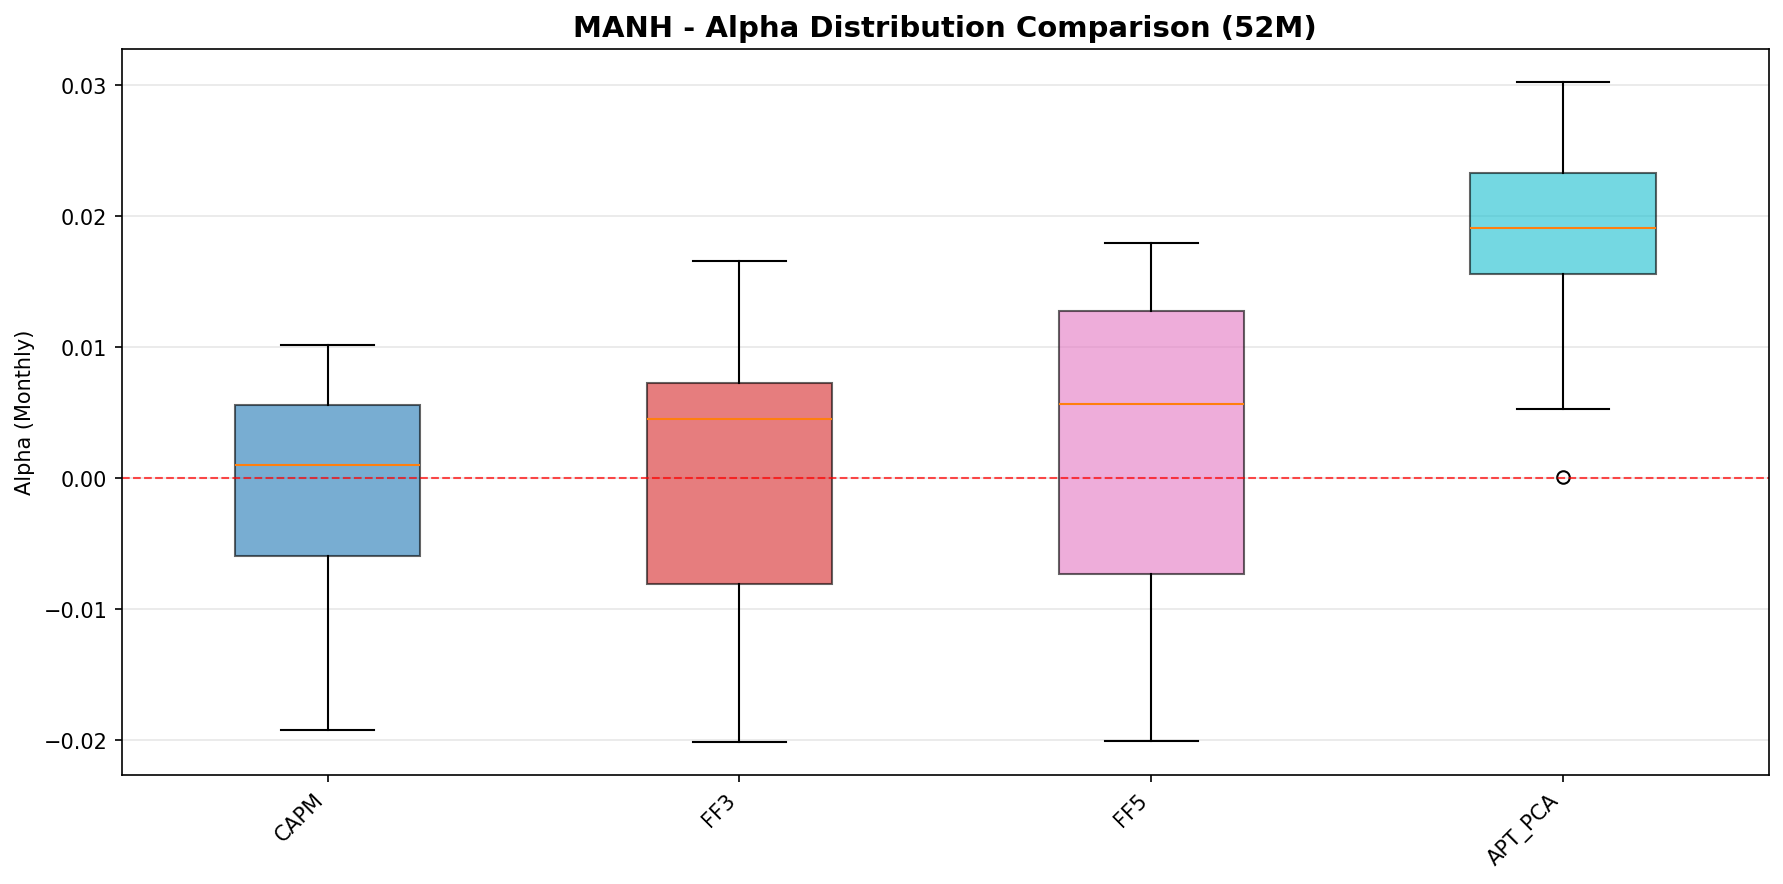 MANH - Alpha Distribution Comparison (52M)
Alpha (Monthly)
0.03
0.02
0.01
0.00
−0.01
−0.02
CAPM
FF3
FF5
APT_PCA